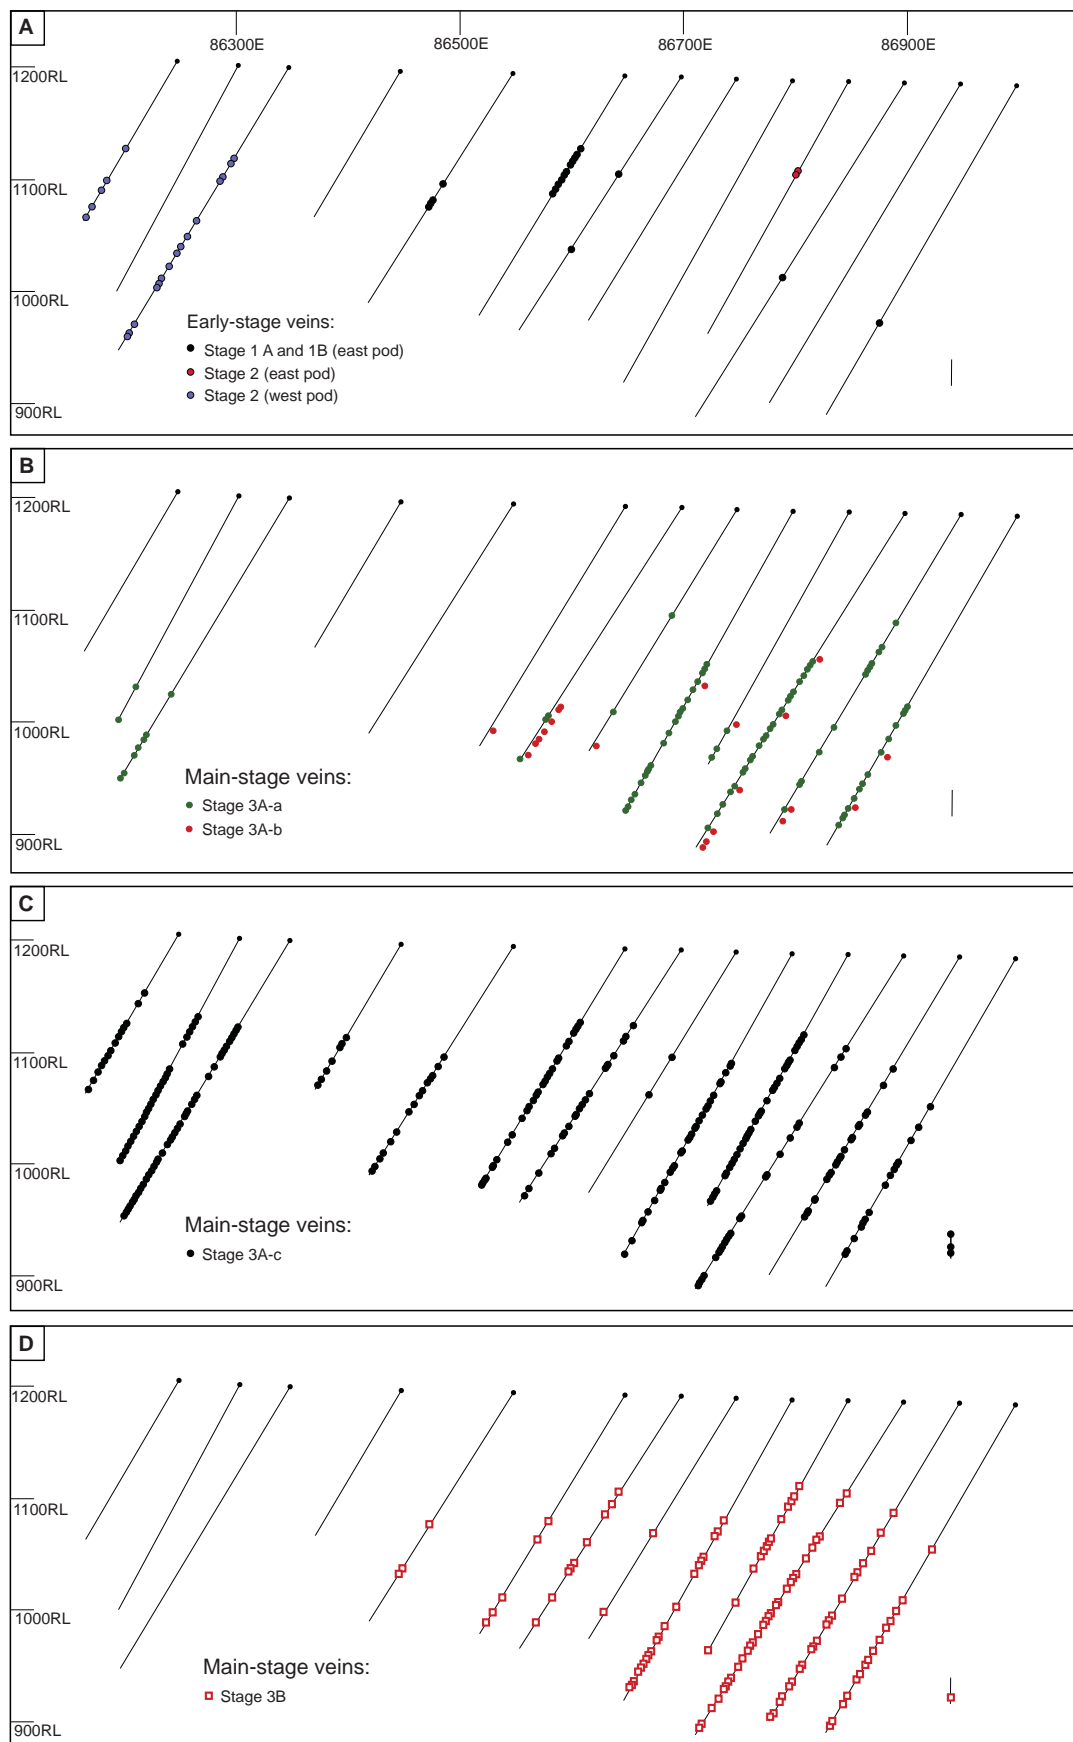 A
86300E 86500E 86700E 86900E
1200RL
1100RL
1000RL
900RL
Early-stage veins:
Stage 1 A and 1B (east pod)
Stage 2 (east pod)
Stage 2 (west pod)
B
1200RL
1100RL
1000RL
900RL
Main-stage veins:
Stage 3A-a
Stage 3A-b
C
1200RL
1100RL
1000RL
900RL
Main-stage veins:
Stage 3A-c
D
1200RL
1100RL
1000RL
900RL
Main-stage veins:
Stage 3B